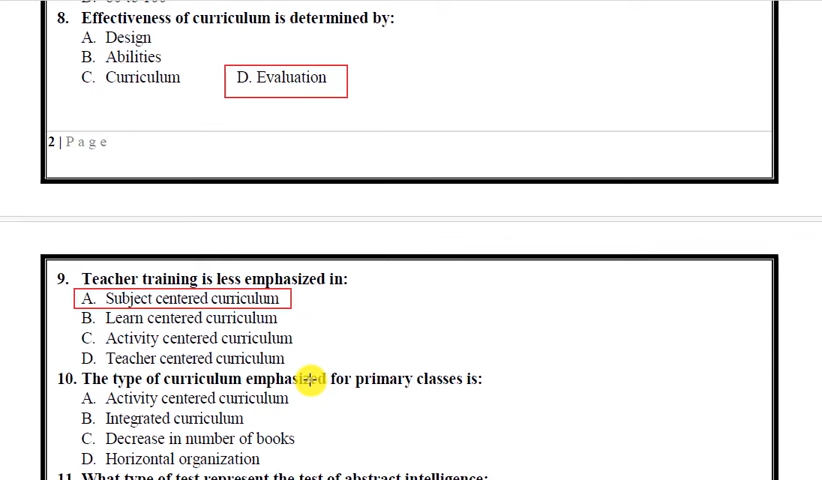 8. Effectiveness of curriculum is determined by:
A. Design
B. Abilities
C. Curriculum D. Evaluation
2 | P a g e
9. Teacher training is less emphasized in:
A. Subject centered curriculum
B. Learn centered curriculum
C. Activity centered curriculum
D. Teacher centered curriculum
10. The type of curriculum emphasized for primary classes is:
A. Activity centered curriculum
B. Integrated curriculum
C. Decrease in number of books
D. Horizontal organization
11. What type of test represent the test of abstract intelligence: